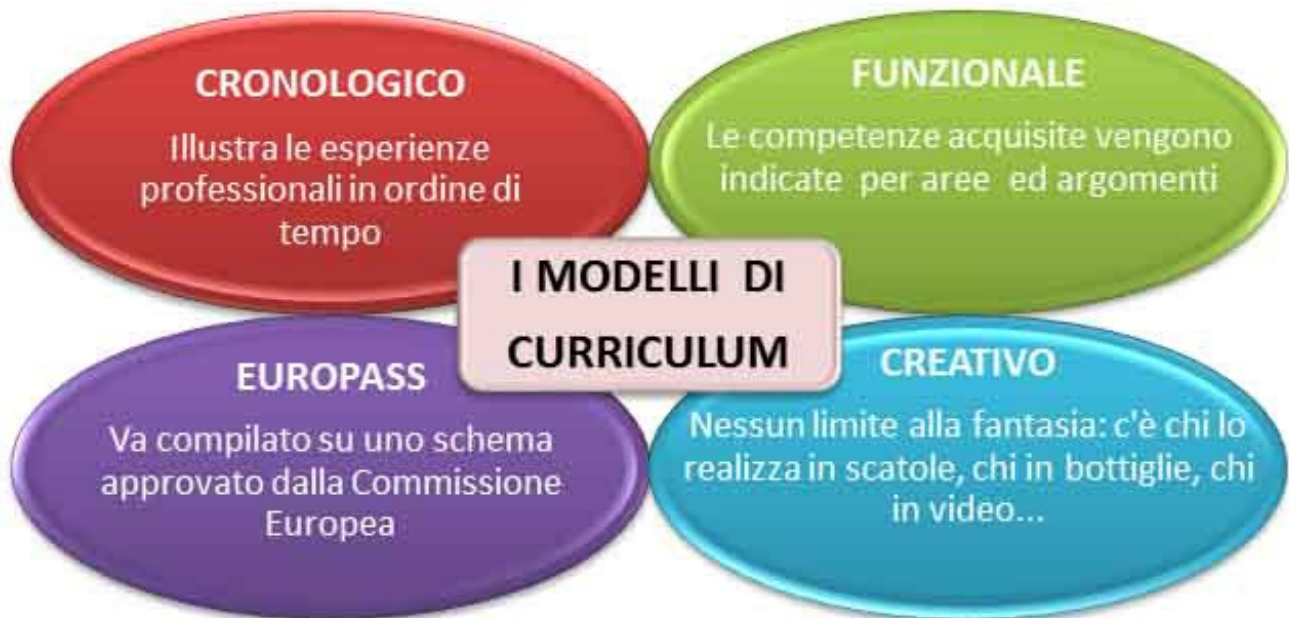 CRONOLOGICO
Illustra le esperienze
professionali in ordine di
tempo
FUNZIONALE
Le competenze acquisite vengono
indicate per aree ed argomenti
I MODELLI DI
CURRICULUM
EUROPASS
Va compilato su uno schema
approvato dalla Commissione
Europea
CREATIVO
Nessun limite alla fantasia: c'è chi lo
realizza in scatole, chi in bottiglie, chi
in video...